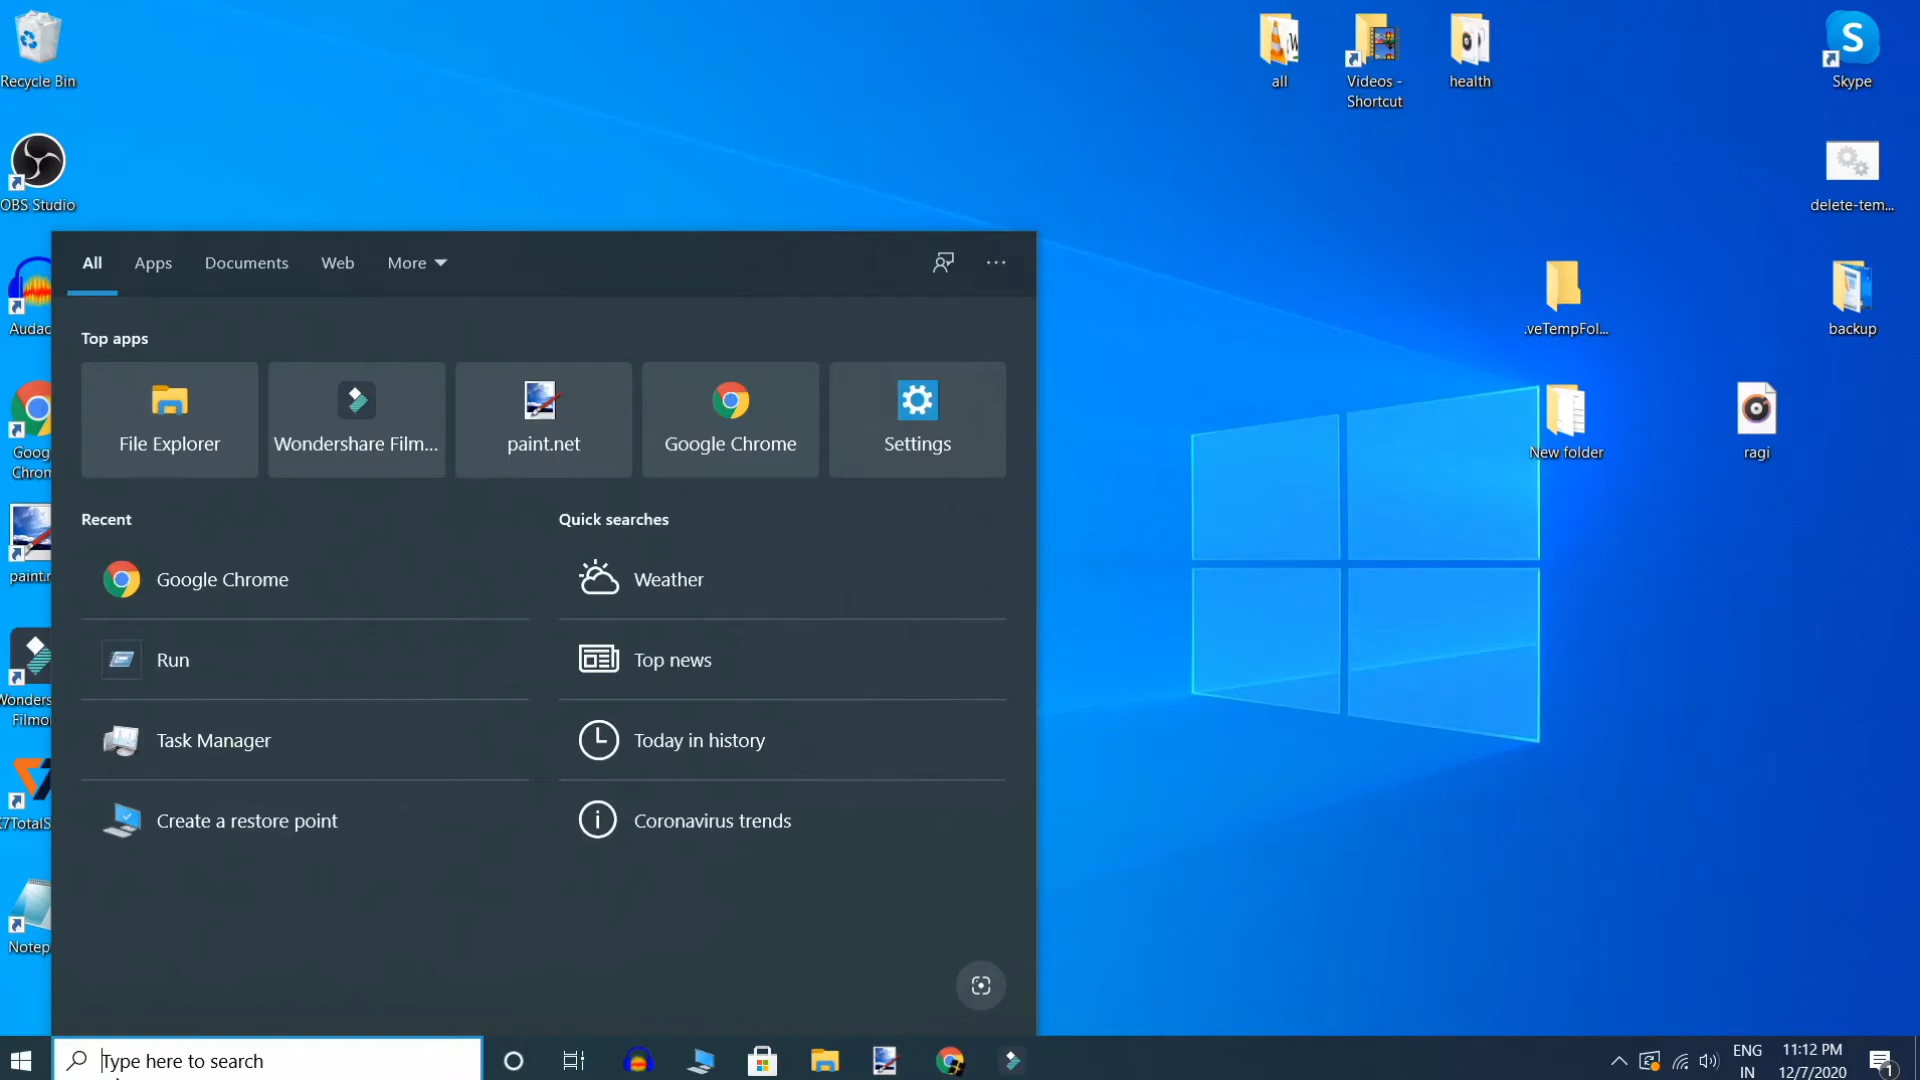 Recycle Bin
OBS Studio
Audac
Goog
Chrom
paint.r
Wonders
Filmo
K7TotalS
Notep
all
Videos -
Shortcut
health
Skype
delete-tem...
.veTempFol...
backup
New folder
ragi
All Apps Documents Web More
Top apps
File Explorer
Wondershare Film...
paint.net
Google Chrome
Settings
Recent
Google Chrome
Run
Task Manager
Create a restore point
Quick searches
Weather
Top news
Today in history
Coronavirus trends
Type here to search
ENG
IN
11:12 PM
12/7/2020
1